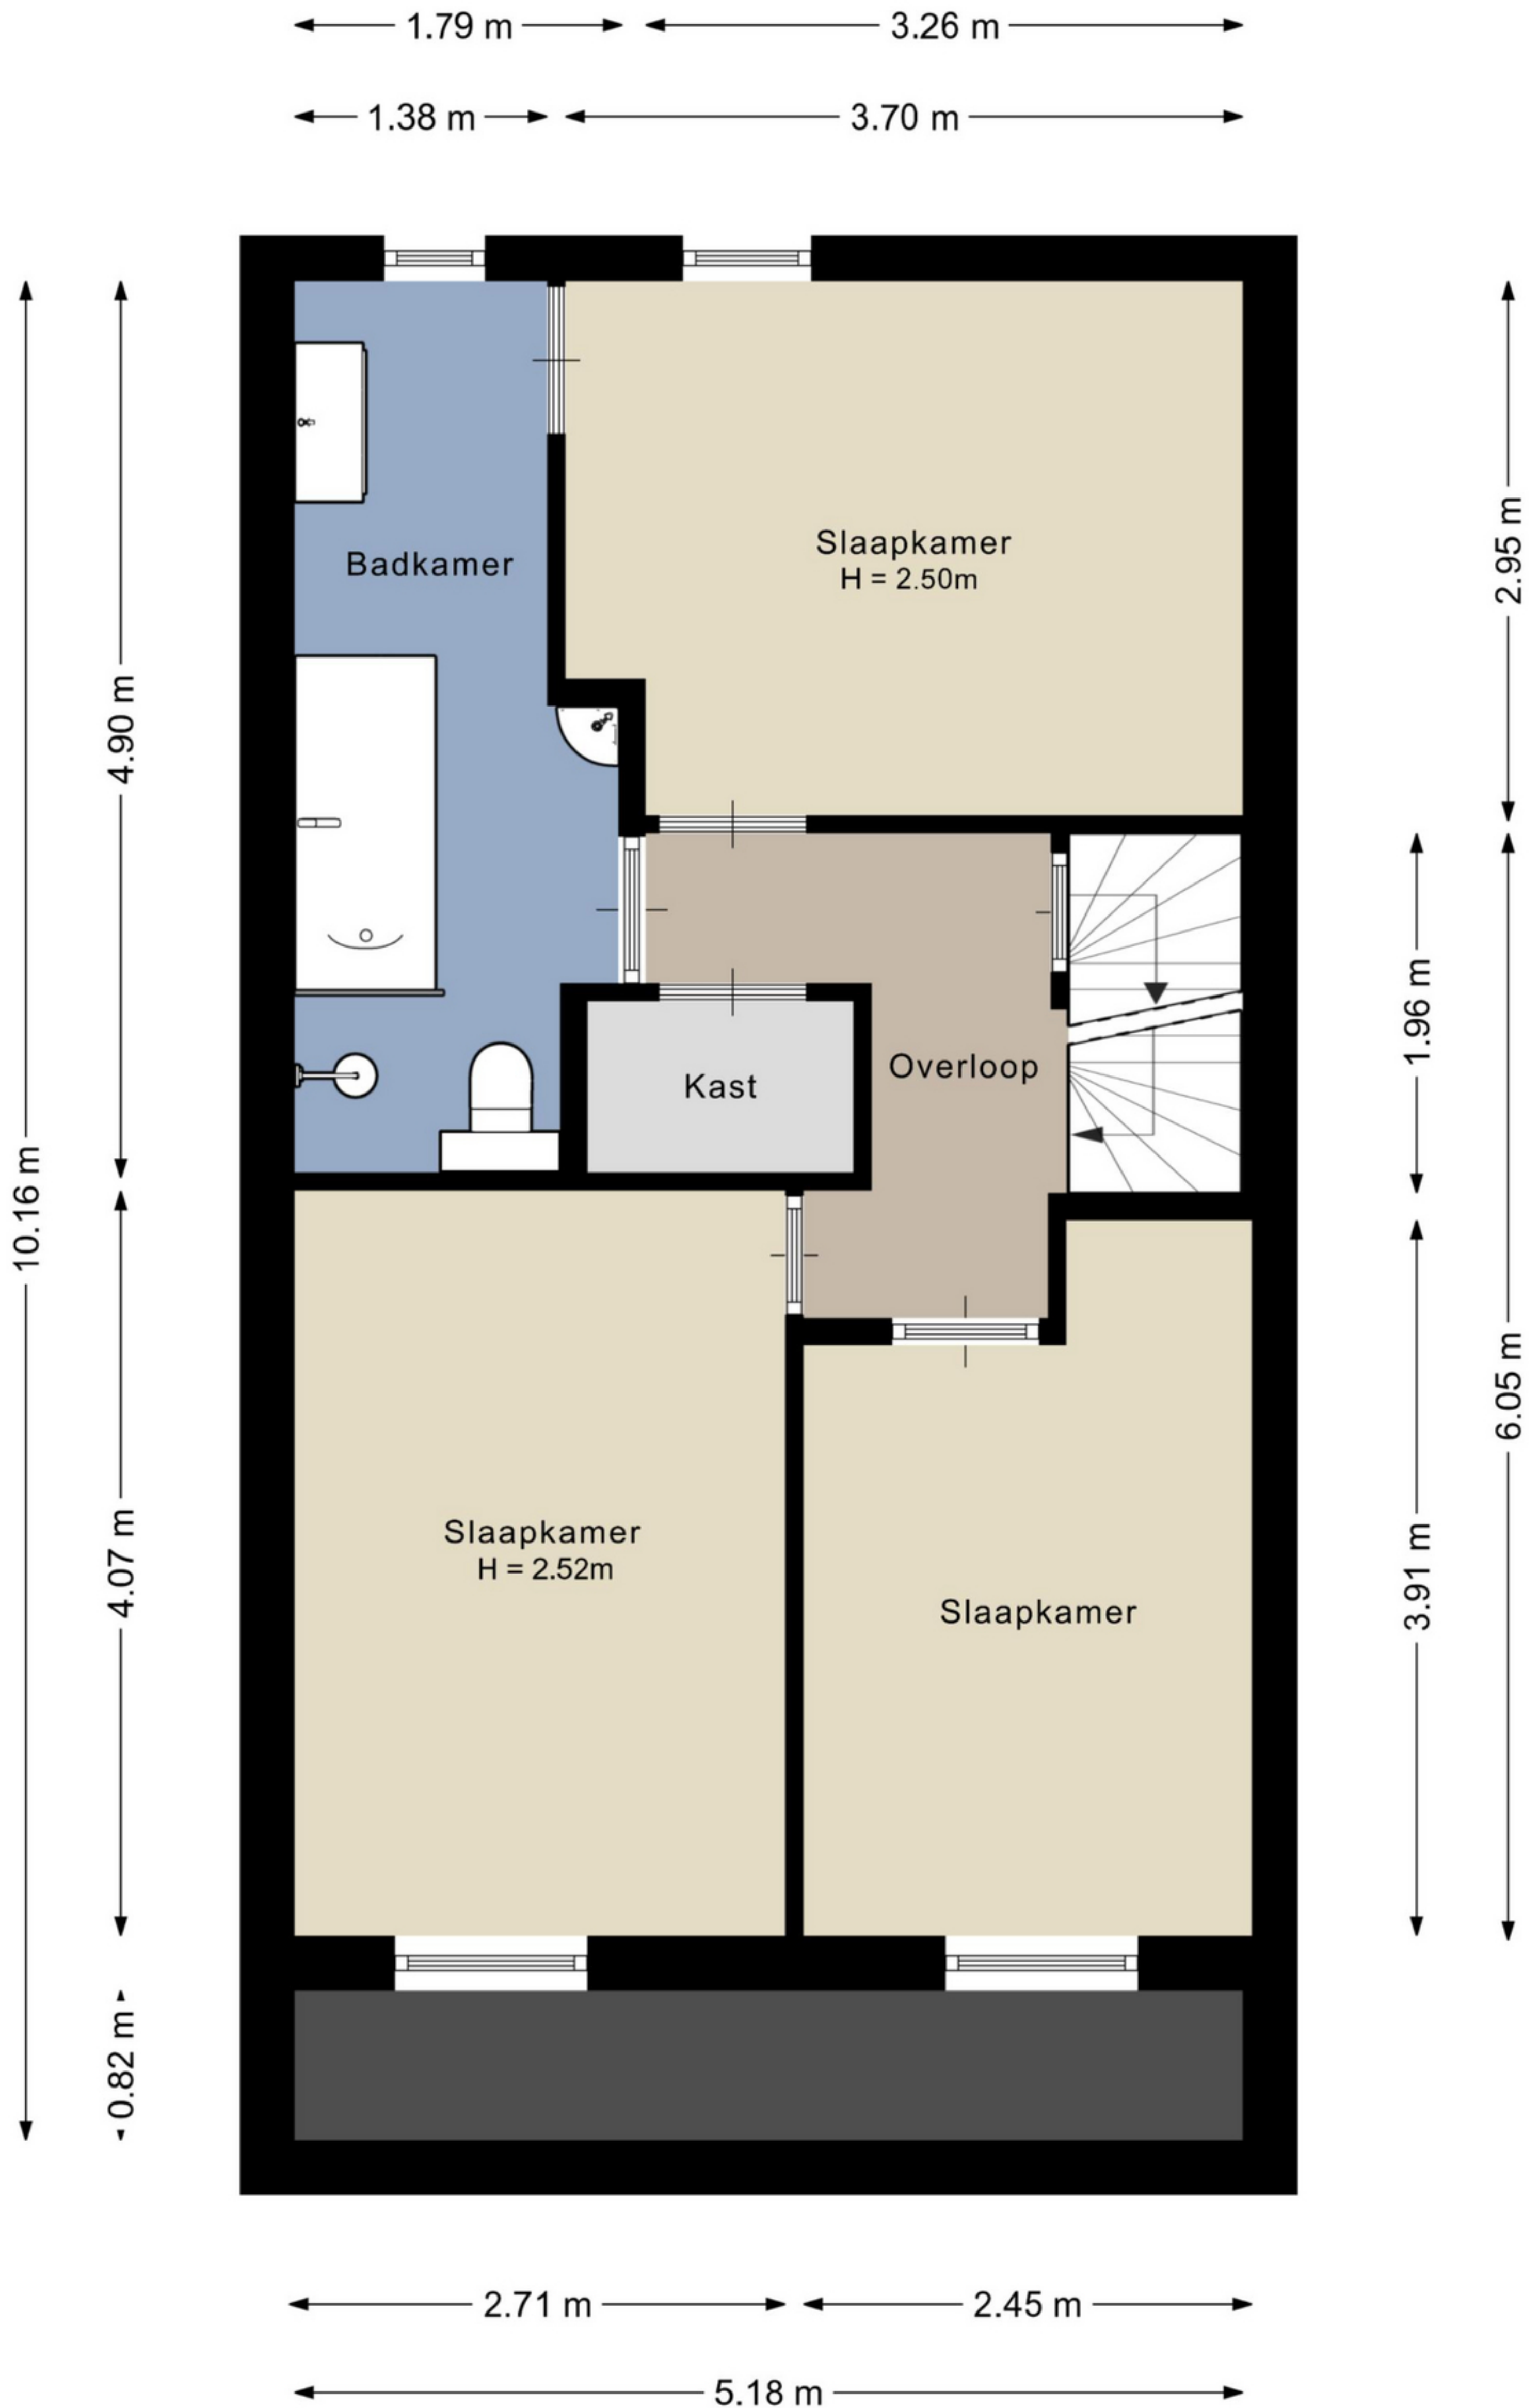 1.79 m
3.26 m
1.38 m
3.70 m
Slaapkamer
H = 2.50m
Badkamer
2.95 m
4.90 m
Overloop
Kast
1.96 m
10.16 m
6.05 m
Slaapkamer
H = 2.52m
4.07 m
3.91 m
Slaapkamer
0.82 m
2.71 m
2.45 m
5.18 m